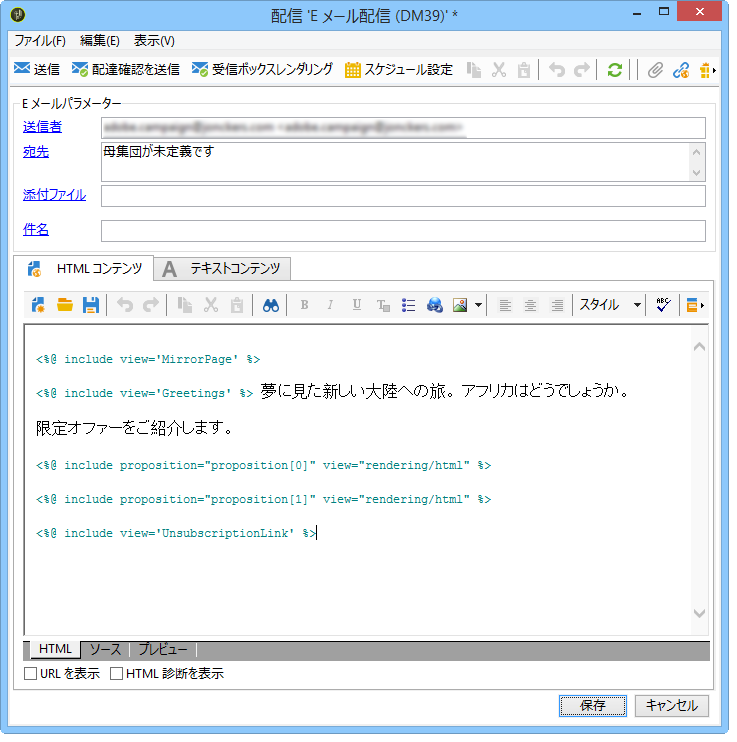 配信 'E メール配信 (DM39)' *
ファイル(F) 編集(E) 表示(V)
送信 配達確認を送信 受信ボックスレンダリング スケジュール設定
E メールパラメーター
送信者
宛先 母集団が未定義です
添付ファイル
件名
HTML コンテンツ A テキストコンテンツ
B I U スタイル ABC
<%@ include view='MirrorPage' %>
<%@ include view='Greetings' %> 夢に見た新しい大陸への旅。アフリカはどうでしょうか。
限定オファーをご紹介します。
<%@ include proposition="proposition[0]" view="rendering/html" %>
<%@ include proposition="proposition[1]" view="rendering/html" %>
<%@ include view='UnsubscriptionLink' %>
HTML ソース プレビュー
URL を表示 HTML 診断を表示
保存 キャンセル